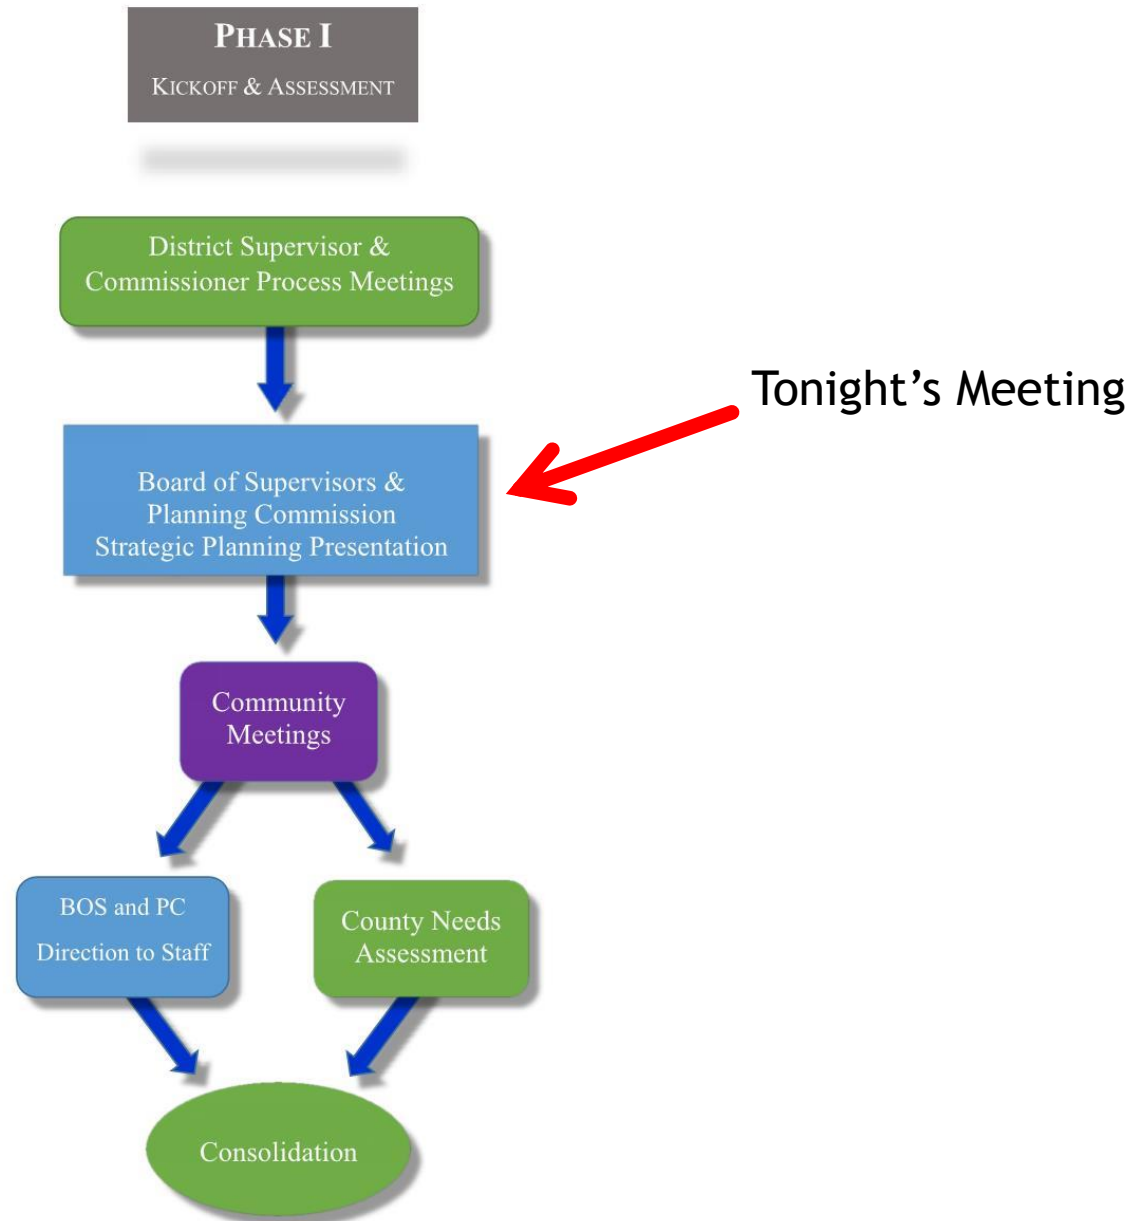 PHASE I
KICKOFF & ASSESSMENT
District Supervisor &
Commissioner Process Meetings
Tonight’s Meeting
Board of Supervisors &
Planning Commission
Strategic Planning Presentation
Community
Meetings
BOS and PC
Direction to Staff
County Needs
Assessment
Consolidation